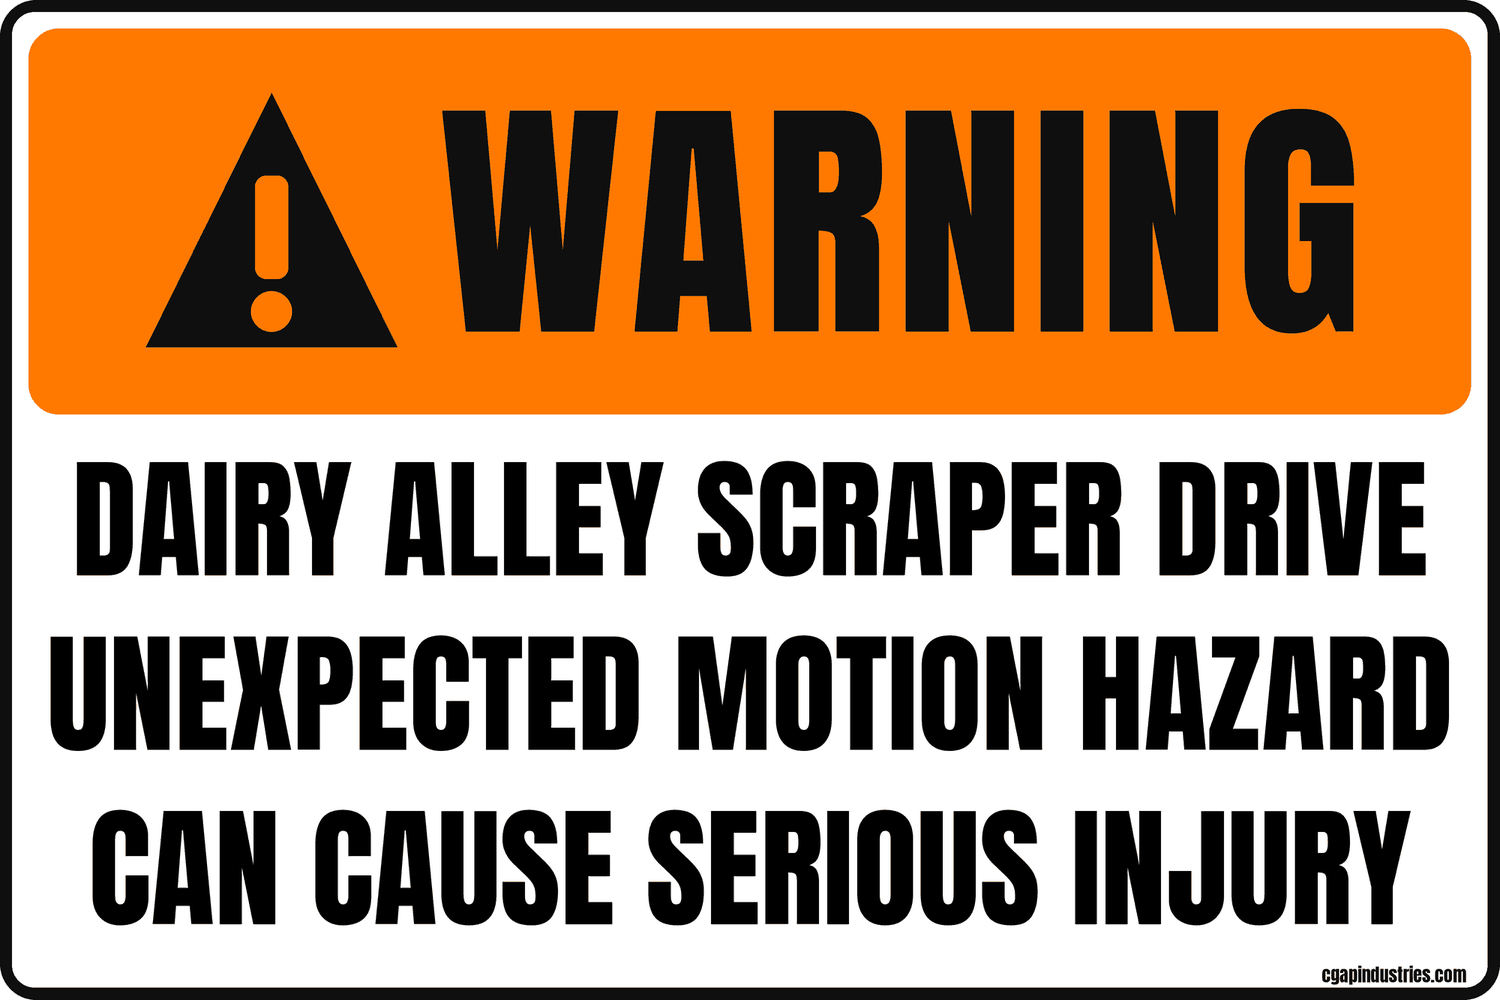 WARNING
DAIRY ALLEY SCRAPER DRIVE
UNEXPECTED MOTION HAZARD
CAN CAUSE SERIOUS INJURY
cgapindustries.com